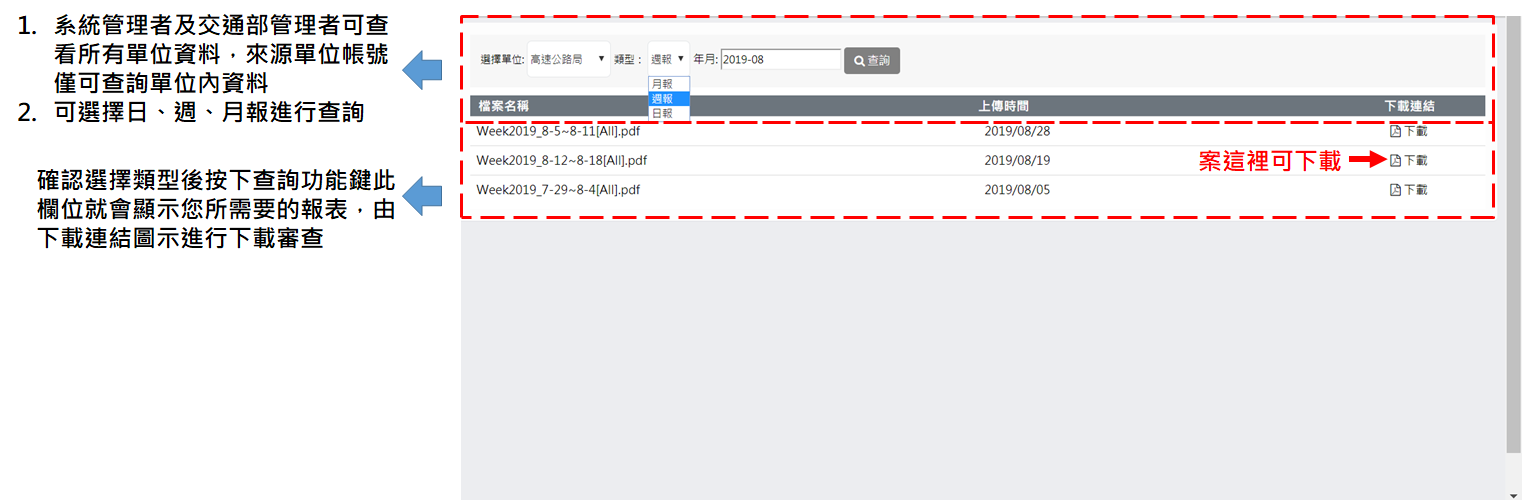 1. 系統管理者及交通部管理者可查
看所有單位資料，來源單位帳號
僅可查詢單位內資料
2. 可選擇日、週、月報進行查詢
確認選擇類型後按下查詢功能鍵此
欄位就會顯示您所需要的報表，由
下載連結圖示進行下載審查
選擇單位: 高速公路局 類型： 週報 年月: 2019-08 查詢
月報
週報
日報
檔案名稱 上傳時間 下載連結
Week2019_8-5~8-11[All].pdf 2019/08/28 下載
Week2019_8-12~8-18[All].pdf 2019/08/19 案這裡可下載 下載
Week2019_7-29~8-4[All].pdf 2019/08/05 下載